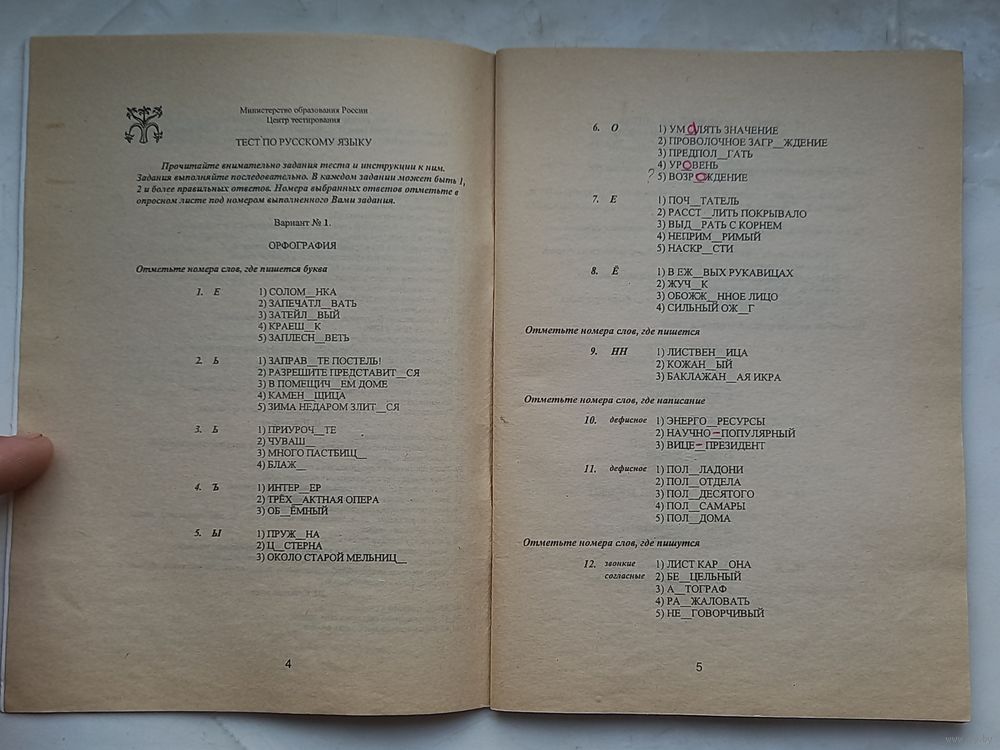 Министерство образования России
Центр тестирования
ТЕСТ ПО РУССКОМУ ЯЗЫКУ
Прочитайте внимательно задания теста и инструкции к ним.
Задания выполняйте последовательно. В каждом задании может быть 1,
2 и более правильных ответов. Номера выбранных ответов отметьте в
опросном листе под номером выполненного Вами задания.
Вариант № 1.
ОРФОГРАФИЯ
Отметьте номера слов, где пишется буква
1. Е 1) СОЛОМ__НКА
2) ЗАПЕЧАТЛ__ВАТЬ
3) ЗАТЕЙЛ__ВЫЙ
4) КРАЕШ__К
5) ЗАПЛЕСН__ВЕТЬ
2. Ь 1) ЗАПРАВ__ТЕ ПОСТЕЛЬ!
2) РАЗРЕШИТЕ ПРЕДСТАВИТ__СЯ
3) В ПОМЕЩИЧ__ЕМ ДОМЕ
4) КАМЕН__ЩИЦА
5) ЗИМА НЕДАРОМ ЗЛИТ__СЯ
3. Ь 1) ПРИУРОЧ__ТЕ
2) ЧУВАШ__
3) МНОГО ПАСТБИЩ__
4) БЛАЖ__
4. Ъ 1) ИНТЕР__ЕР
2) ТРЁХ__АКТНАЯ ОПЕРА
3) ОБ__ЁМНЫЙ
5. Ы 1) ПРУЖ__НА
2) Ц__СТЕРНА
3) ОКОЛО СТАРОЙ МЕЛЬНИЦ__
4
6. О 1) УМАЛЯТЬ ЗНАЧЕНИЕ
2) ПРОВОЛОЧНОЕ ЗАГР__ЖДЕНИЕ
3) ПРЕДПОЛ__ГАТЬ
4) УРОВЕНЬ
? 5) ВОЗРОЖДЕНИЕ
7. Е 1) ПОЧ__ТАТЕЛЬ
2) РАССТ__ЛИТЬ ПОКРЫВАЛО
3) ВЫД__РАТЬ С КОРНЕМ
4) НЕПРИМ__РИМЫЙ
5) НАСКР__СТИ
8. Ё 1) В ЕЖ__ВЫХ РУКАВИЦАХ
2) ЖУЧ__К
3) ОБОЖЖ__ННОЕ ЛИЦО
4) СИЛЬНЫЙ ОЖ__Г
Отметьте номера слов, где пишется
9. НН 1) ЛИСТВЕН__ИЦА
2) КОЖАН__ЫЙ
3) БАКЛАЖАН__АЯ ИКРА
Отметьте номера слов, где написание
10. дефисное 1) ЭНЕРГО__РЕСУРСЫ
2) НАУЧНО-ПОПУЛЯРНЫЙ
3) ВИЦЕ-ПРЕЗИДЕНТ
11. дефисное 1) ПОЛ__ЛАДОНИ
2) ПОЛ__ОТДЕЛА
3) ПОЛ__ДЕСЯТОГО
4) ПОЛ__САМАРЫ
5) ПОЛ__ДОМА
Отметьте номера слов, где пишутся
12. звонкие 1) ЛИСТ КАР__ОНА
согласные 2) БЕ__ЦЕЛЬНЫЙ
3) А__ТОГРАФ
4) РА__ЖАЛОВАТЬ
5) НЕ__ГОВОРЧИВЫЙ
5